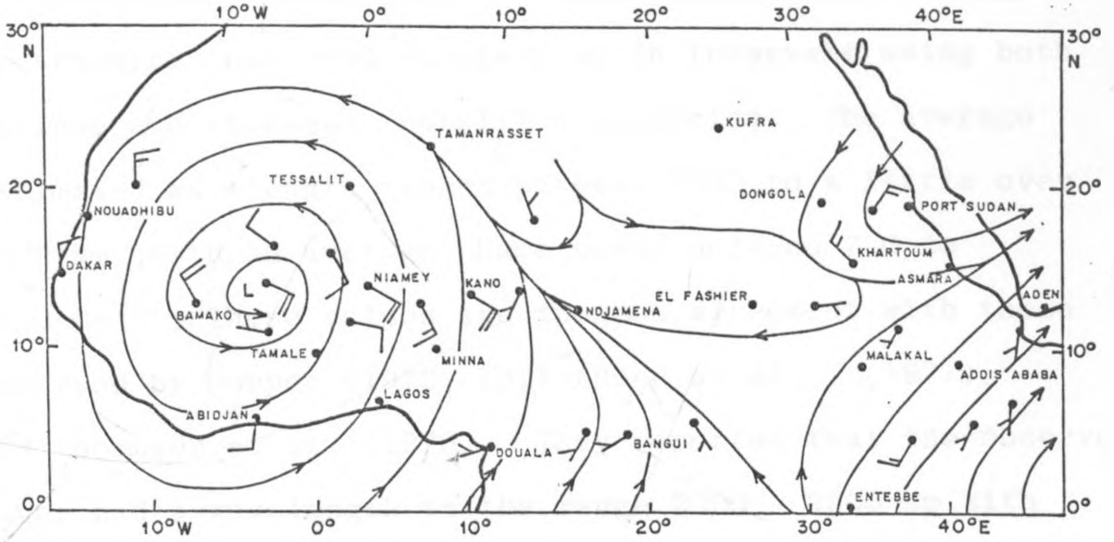 10°W 0° 10° 20° 30° 40°E
30° 30°
N N
KUFRA
TAMANRASSET
TESSALIT
20° 20°
DONGOLA
PORT SUDAN
NOUADHIBU
KHARTOUM
DAKAR
ASMARA
L
NIAMEY
KANO
EL FASHIER
ADEN
BAMAKO
NDJAMENA
10° 10°
TAMALE
MINNA
MALAKAL
ADDIS ABABA
LAGOS
ABIDJAN
DOUALA
BANGUI
ENTEBBE
0° 0°
10°W 0° 10° 20° 30° 40°E